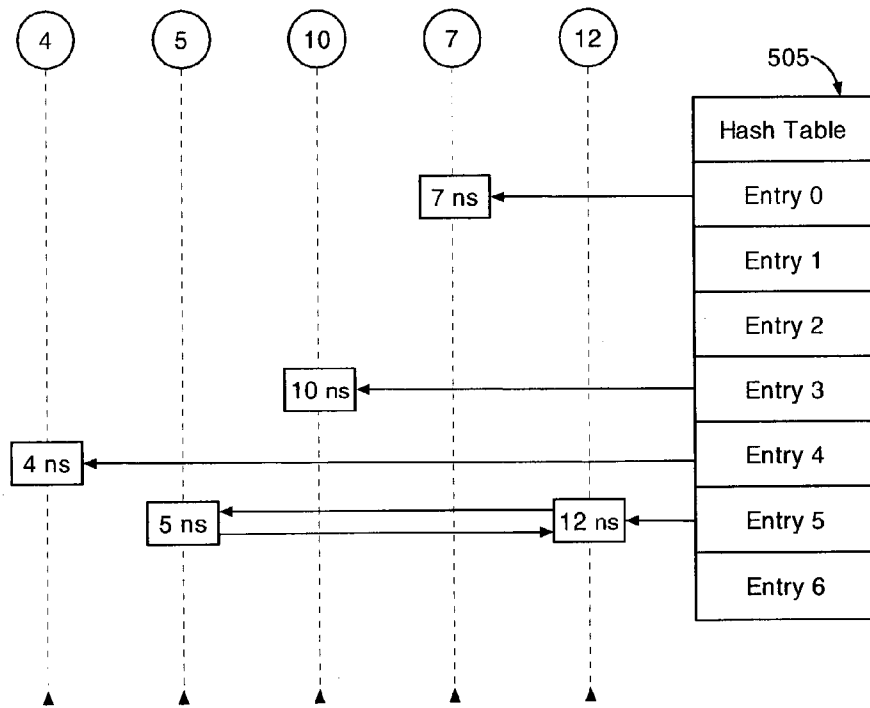 4 5 10 7 12
505
Hash Table
7 ns
Entry 0
Entry 1
Entry 2
10 ns
Entry 3
4 ns
Entry 4
5 ns
12 ns
Entry 5
Entry 6